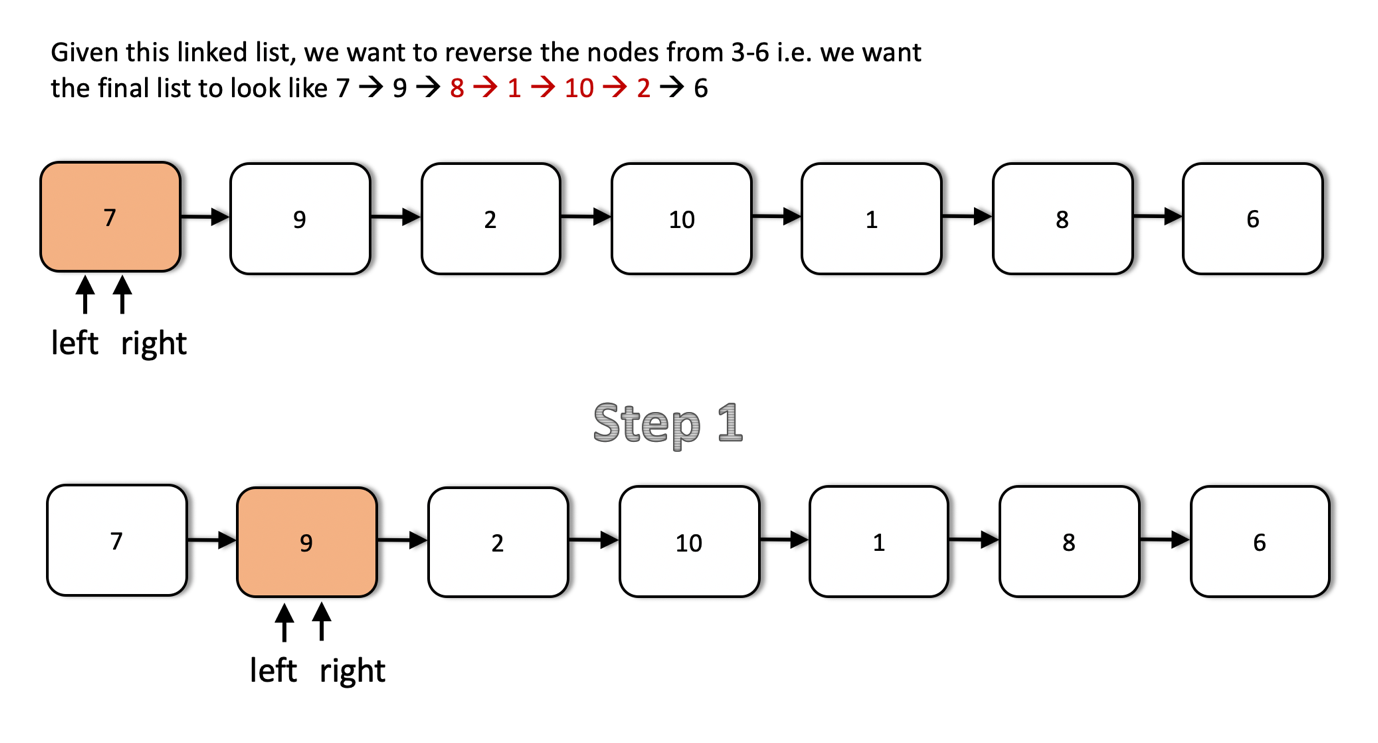 Given this linked list, we want to reverse the nodes from 3-6 i.e. we want
the final list to look like 7 → 9 → 8 → 1 → 10 → 2 → 6
7 9 2 10 1 8 6
left right
Step 1
7 9 2 10 1 8 6
left right